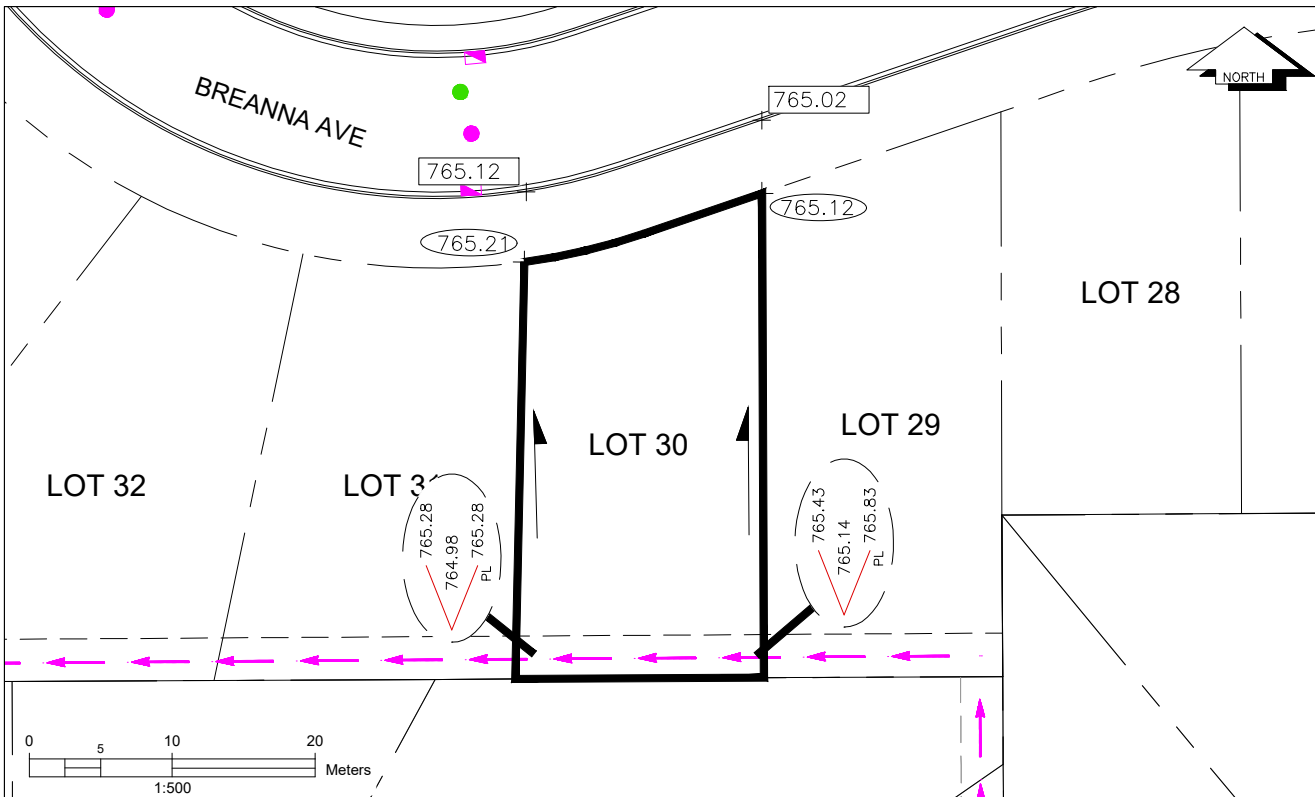 NORTH
BREANNA AVE
765.02
765.12
765.12
765.21
LOT 28
LOT 29
LOT 30
LOT 32
LOT 31
765.28
764.98
765.28
PL
765.43
765.14
765.83
PL
0 5 10 20
Meters
1:500